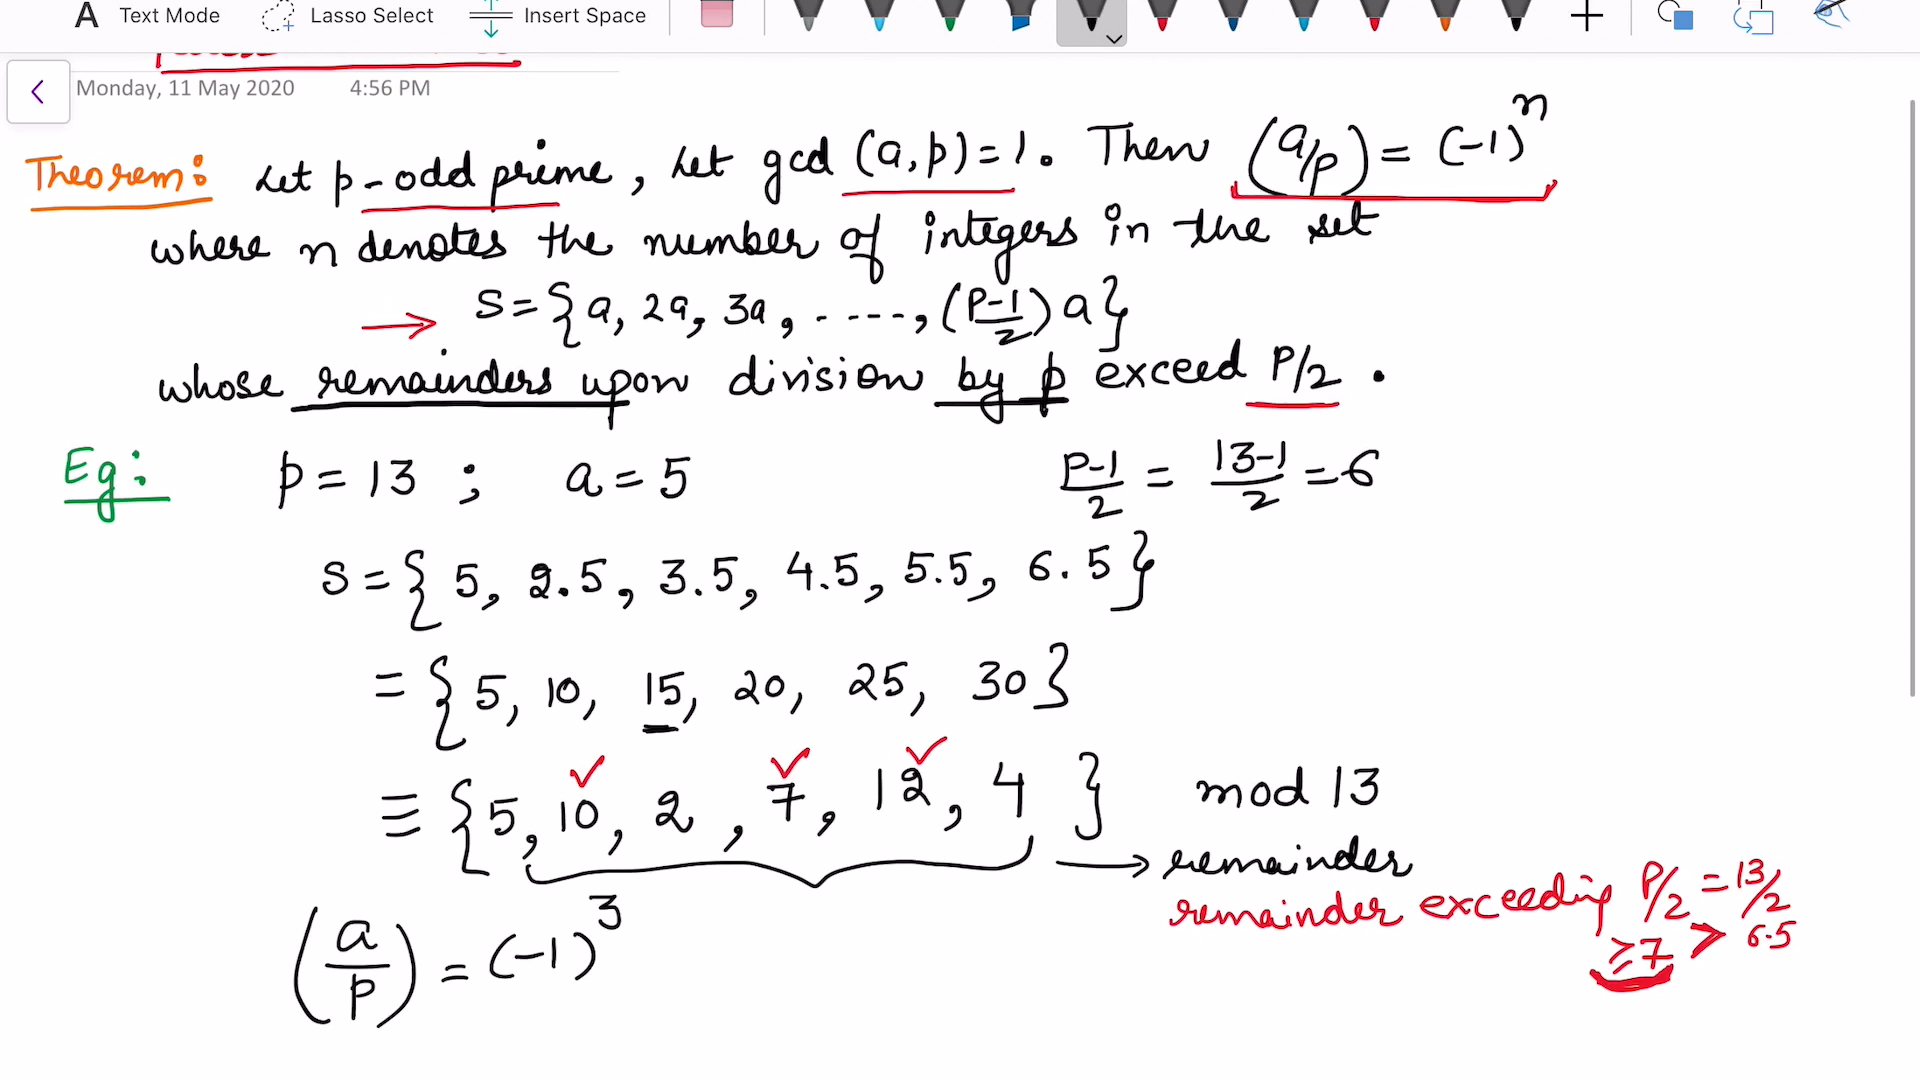 Text Mode Lasso Select Insert Space
Monday, 11 May 2020 4:56 PM
Theorem: Let p-odd prime, Let gcd (a,p)=1. Then (a/p) = (-1)^n
where n denotes the number of integers in the set
→ S={a, 2a, 3a, ·----, (P-1/2) a}
whose remainders upon division by p exceed P/2 .
Eg: p = 13 ; a = 5 P-1/2 = 13-1/2 = 6
S = { 5, 2.5, 3.5, 4.5, 5.5, 6.5 }
= { 5, 10, 15, 20, 25, 30 }
≡ { 5, 10, 2, 7, 12, 4 } mod 13
→ remainder
remainder exceeding P/2 = 13/2
≥7 > 6.5
(a/p) = (-1)^3